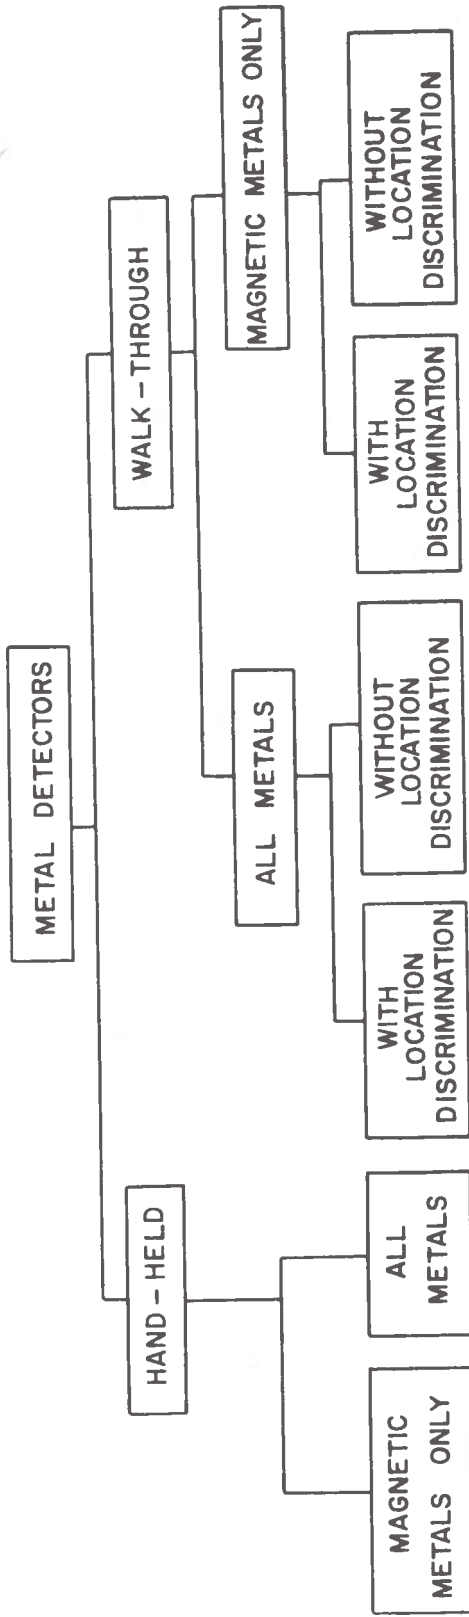 METAL DETECTORS
HAND-HELD
WALK-THROUGH
ALL METALS
MAGNETIC METALS ONLY
MAGNETIC
METALS ONLY
ALL
METALS
WITH
LOCATION
DISCRIMINATION
WITHOUT
LOCATION
DISCRIMINATION
WITH
LOCATION
DISCRIMINATION
WITHOUT
LOCATION
DISCRIMINATION